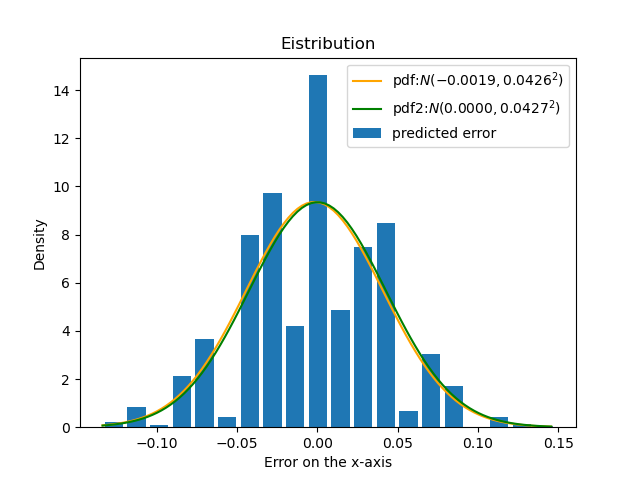 Eistribution
pdf:N(−0.0019, 0.0426²)
pdf2:N(0.0000, 0.0427²)
predicted error
Density
14
12
10
8
6
4
2
0
−0.10 −0.05 0.00 0.05 0.10 0.15
Error on the x-axis